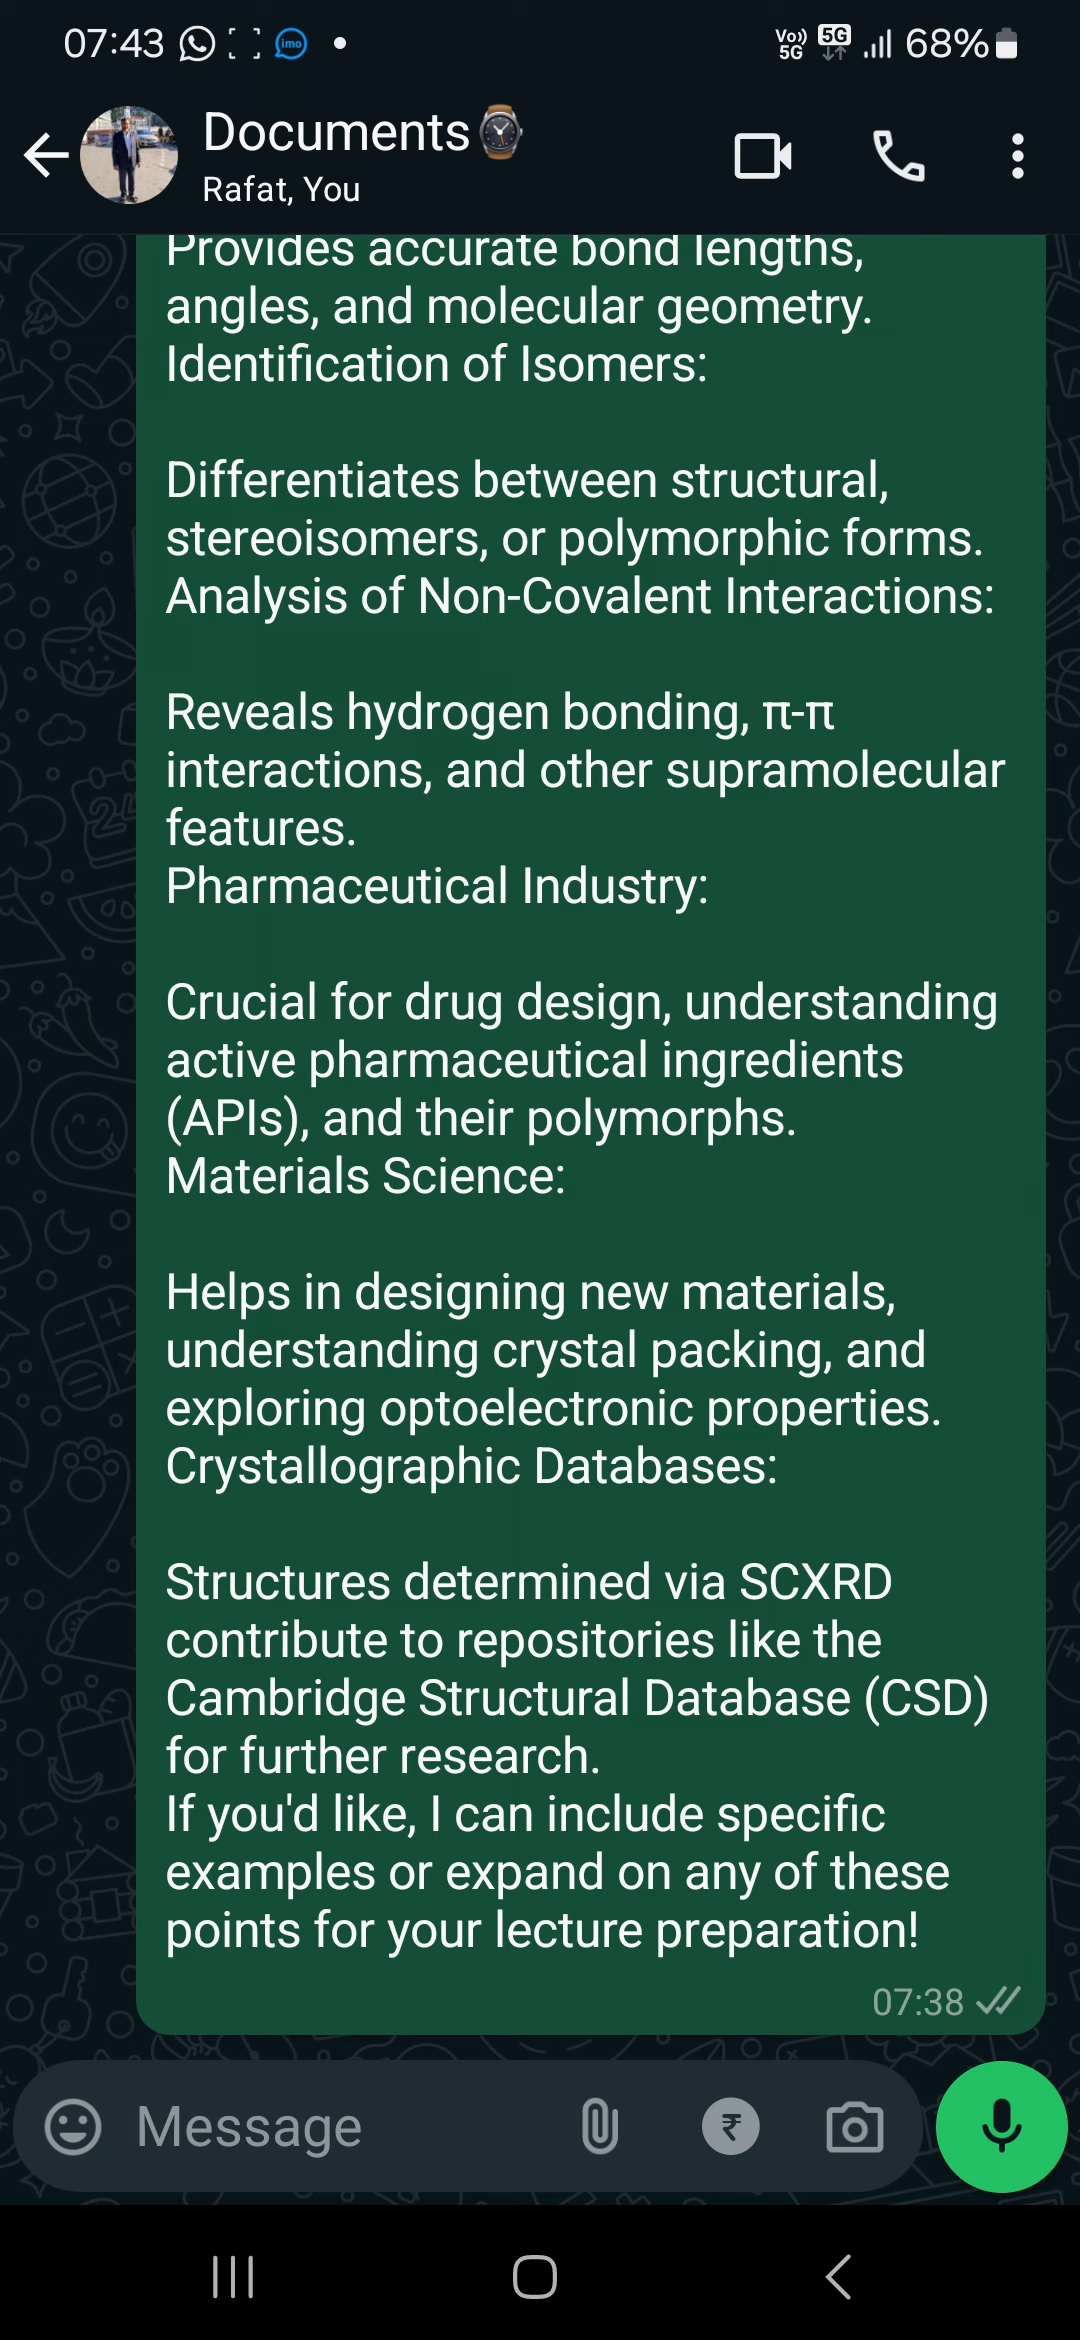 07:43 imo Vo)) 5G 5G 68%
Documents
Rafat, You
Provides accurate bond lengths,
angles, and molecular geometry.
Identification of Isomers:
Differentiates between structural,
stereoisomers, or polymorphic forms.
Analysis of Non-Covalent Interactions:
Reveals hydrogen bonding, π-π
interactions, and other supramolecular
features.
Pharmaceutical Industry:
Crucial for drug design, understanding
active pharmaceutical ingredients
(APIs), and their polymorphs.
Materials Science:
Helps in designing new materials,
understanding crystal packing, and
exploring optoelectronic properties.
Crystallographic Databases:
Structures determined via SCXRD
contribute to repositories like the
Cambridge Structural Database (CSD)
for further research.
If you'd like, I can include specific
examples or expand on any of these
points for your lecture preparation!
07:38
Message ₹